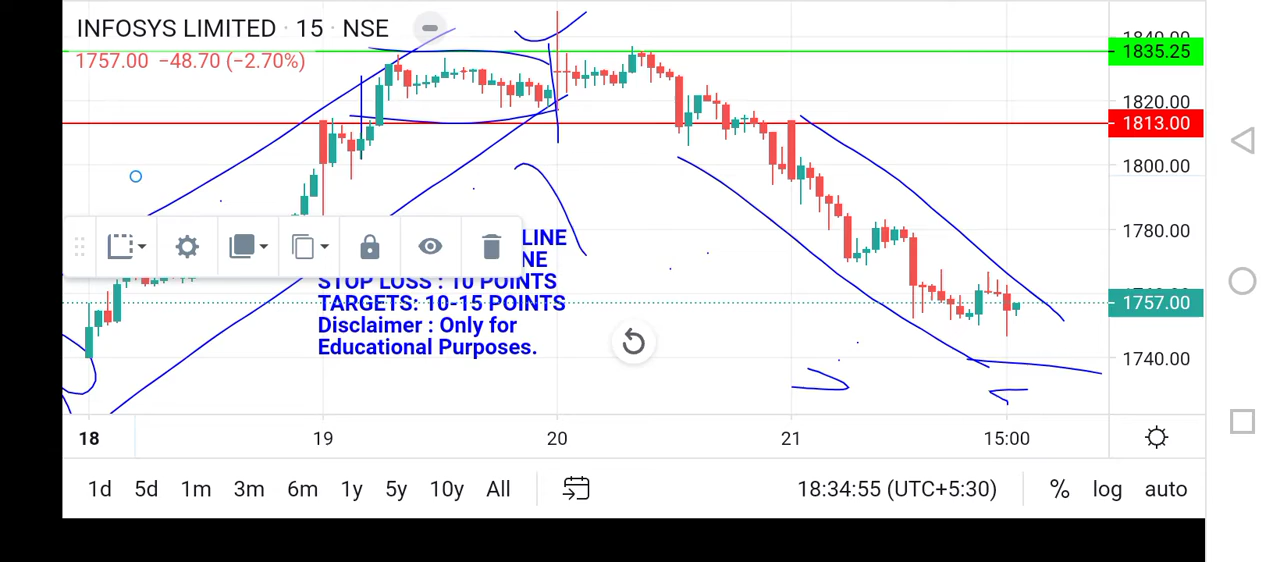 INFOSYS LIMITED · 15 · NSE
1757.00 −48.70 (−2.70%)
1840.00
1835.25
1820.00
1813.00
1800.00
1780.00
1757.00
1740.00
LINE
NE
STOP LOSS : 10 POINTS
TARGETS: 10-15 POINTS
Disclaimer : Only for
Educational Purposes.
18 19 20 21 15:00
1d 5d 1m 3m 6m 1y 5y 10y All 18:34:55 (UTC+5:30) % log auto